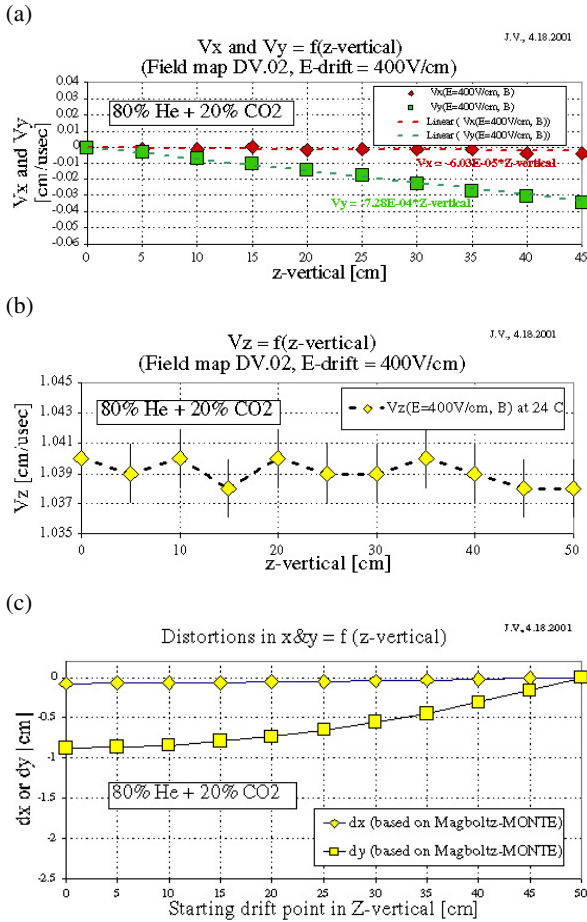 (a)
J.V., 4.18.2001
Vx and Vy = f(z-vertical)
(Field map DV.02, E-drift = 400V/cm)
0.04
0.03
0.02
0.01
0.00
-0.01
-0.02
-0.03
-0.04
-0.05
-0.06
Vx and Vy
[cm/usec]
80% He + 20% CO2
Vx(E=400V/cm, B)
Vy(E=400V/cm, B)
Linear ( Vx(E=400V/cm, B))
Linear (Vy(E=400V/cm, B))
Vx = -6.03E-05*Z-vertical
Vy = -7.28E-04*Z-vertical
0 5 10 15 20 25 30 35 40 45
z-vertical [cm]
(b)
J.V., 4.18.2001
Vz = f(z-vertical)
(Field map DV.02, E-drift = 400V/cm)
1.045
1.043
1.041
1.039
1.037
1.035
Vz [cm/usec]
80% He + 20% CO2
Vz(E=400V/cm, B) at 24 C
0 10 20 30 40 50
z-vertical [cm]
(c)
J.V., 4.18.2001
Distortions in x&y = f (z-vertical)
0
-0.5
-1
-1.5
-2
-2.5
dx or dy [cm]
80% He + 20% CO2
dx (based on Magboltz-MONTE)
dy (based on Magboltz-MONTE)
0 5 10 15 20 25 30 35 40 45 50
Starting drift point in Z-vertical [cm]